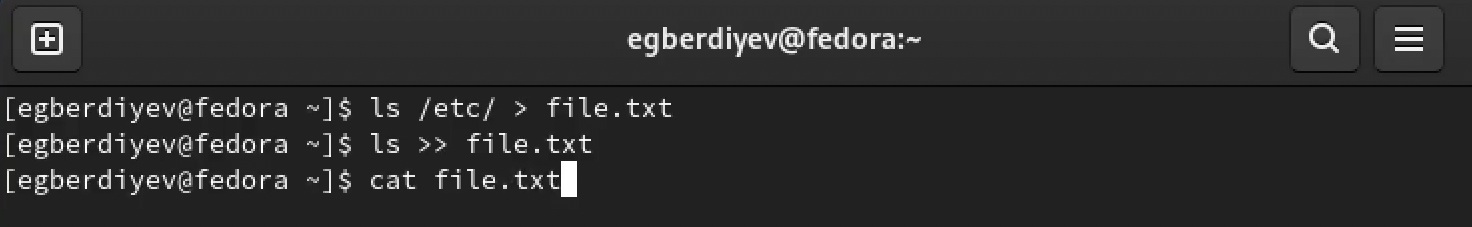 egberdiyev@fedora:~
[egberdiyev@fedora ~]$ ls /etc/ > file.txt
[egberdiyev@fedora ~]$ ls >> file.txt
[egberdiyev@fedora ~]$ cat file.txt